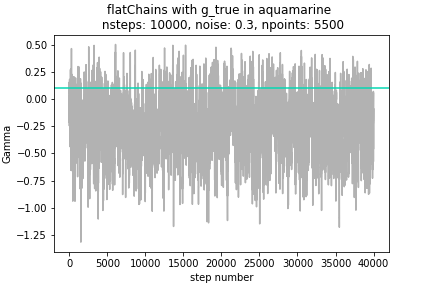 flatChains with g_true in aquamarine
nsteps: 10000, noise: 0.3, npoints: 5500
0.50
0.25
0.00
−0.25
−0.50
−0.75
−1.00
−1.25
Gamma
0 5000 10000 15000 20000 25000 30000 35000 40000
step number